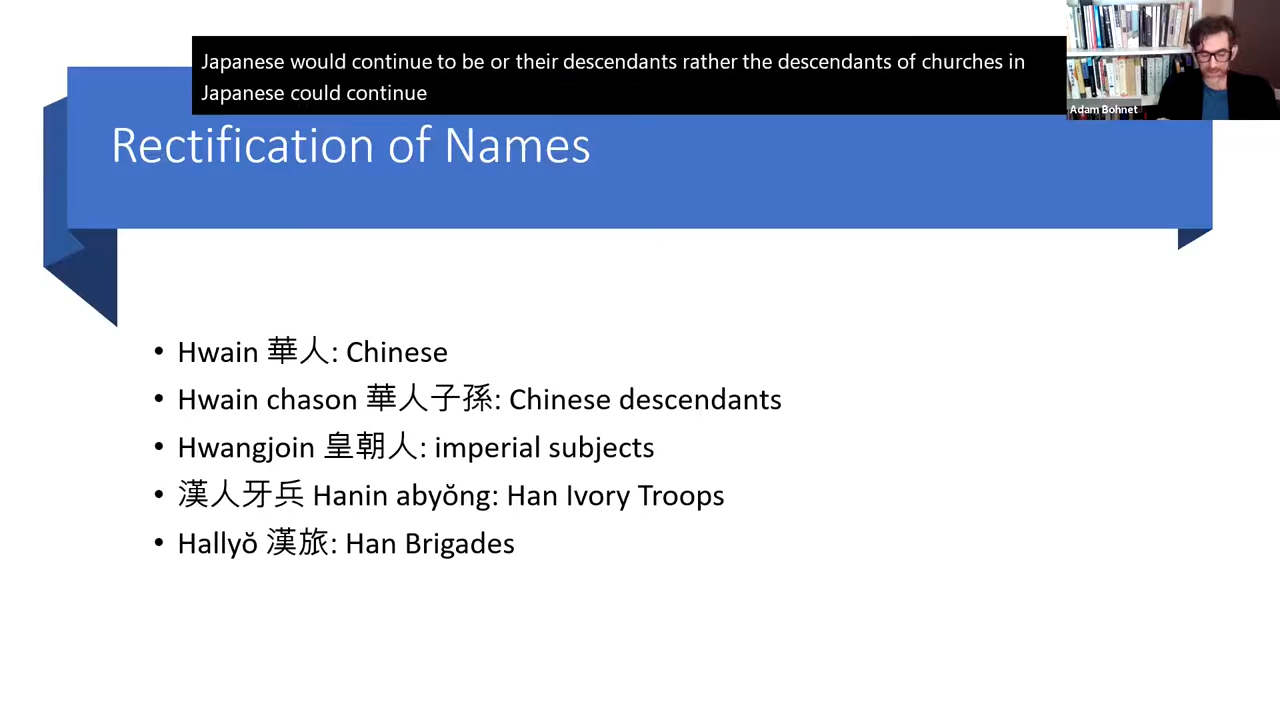 Japanese would continue to be or their descendants rather the descendants of churches in
Japanese could continue
Adam Bohnet
Rectification of Names
• Hwain 華人: Chinese
• Hwain chason 華人子孫: Chinese descendants
• Hwangjoin 皇朝人: imperial subjects
• 漢人牙兵 Hanin abyŏng: Han Ivory Troops
• Hallyŏ 漢旅: Han Brigades